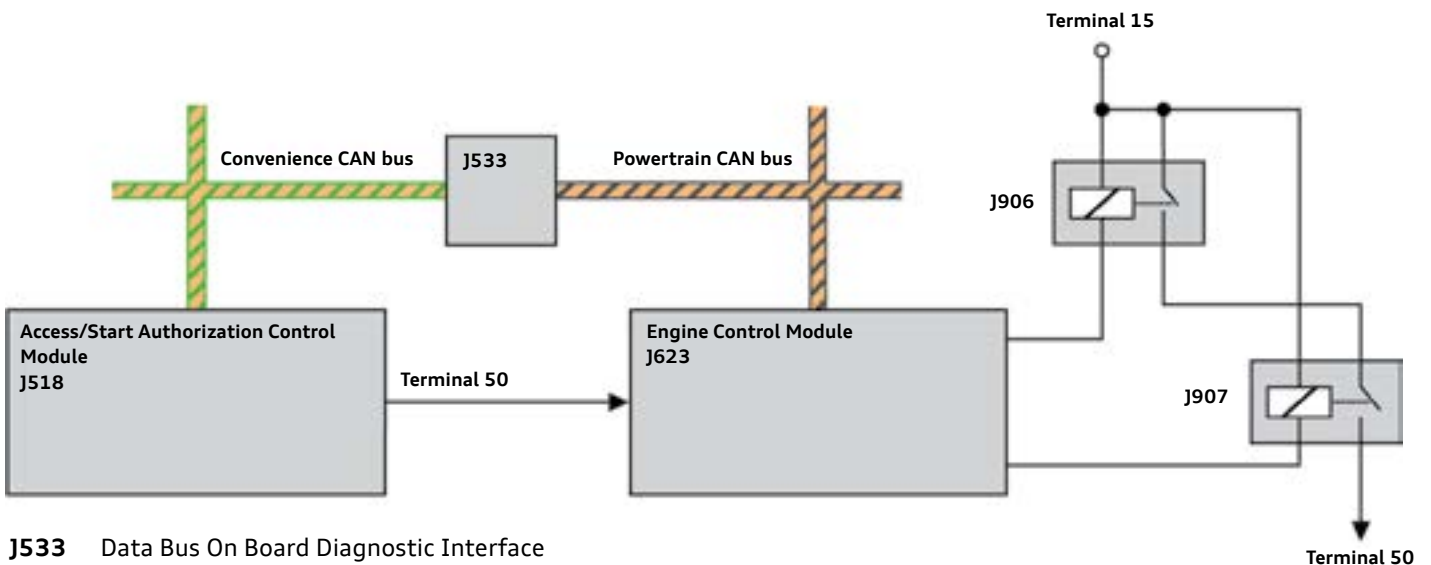 Terminal 15
Convenience CAN bus
J533
Powertrain CAN bus
J906
Access/Start Authorization Control
Module
J518
Terminal 50
Engine Control Module
J623
J907
J533 Data Bus On Board Diagnostic Interface
Terminal 50